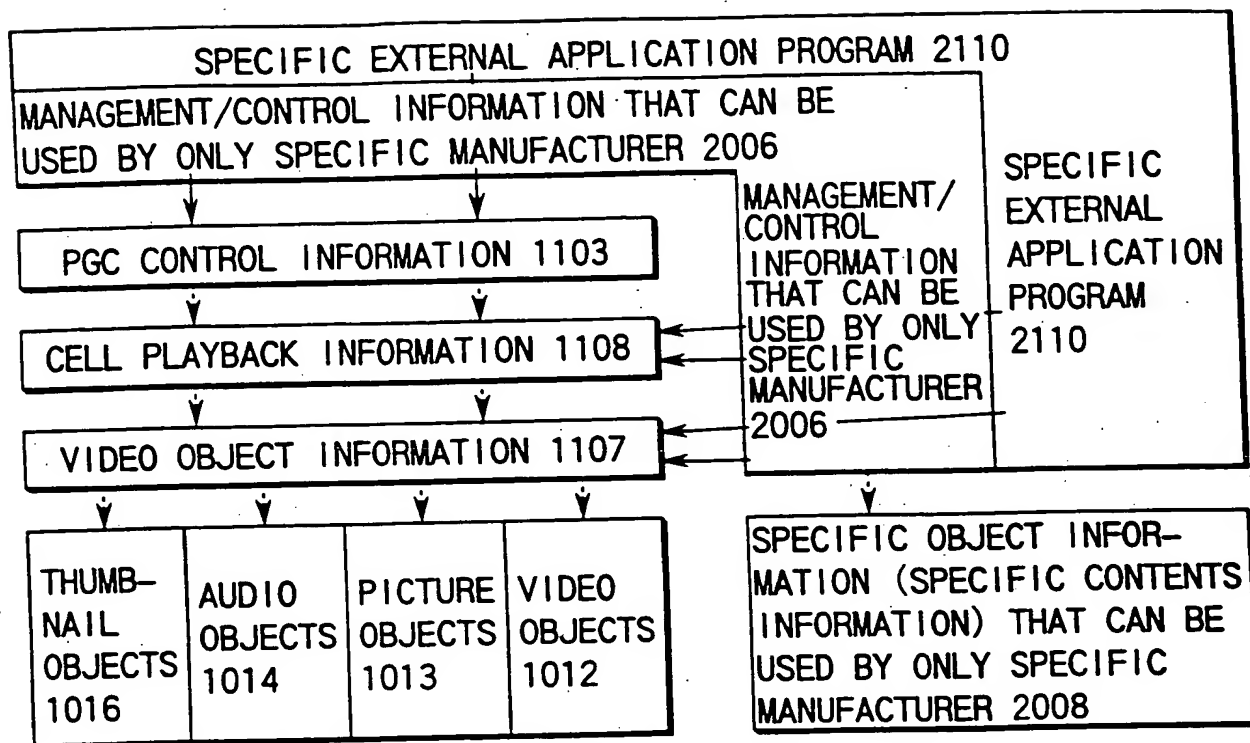 SPECIFIC EXTERNAL APPLICATION PROGRAM 2110
MANAGEMENT/CONTROL INFORMATION THAT CAN BE
USED BY ONLY SPECIFIC MANUFACTURER 2006
PGC CONTROL INFORMATION 1103
CELL PLAYBACK INFORMATION 1108
VIDEO OBJECT INFORMATION 1107
MANAGEMENT/
CONTROL
INFORMATION
THAT CAN BE
USED BY ONLY
SPECIFIC
MANUFACTURER
2006
SPECIFIC
EXTERNAL
APPLICATION
PROGRAM
2110
THUMB-
NAIL
OBJECTS
1016
AUDIO
OBJECTS
1014
PICTURE
OBJECTS
1013
VIDEO
OBJECTS
1012
SPECIFIC OBJECT INFOR-
MATION (SPECIFIC CONTENTS
INFORMATION) THAT CAN BE
USED BY ONLY SPECIFIC
MANUFACTURER 2008